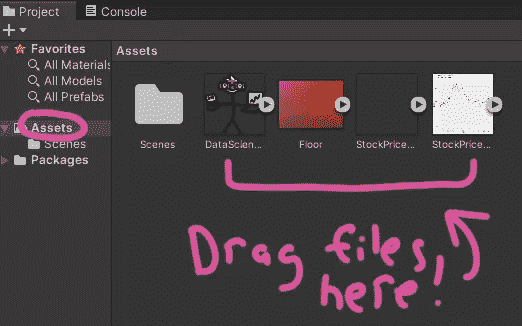 Project
Console
Favorites
All Materials
All Models
All Prefabs
Assets
Scenes
Packages
Assets
Scenes
DataScien...
Floor
StockPrice...
StockPrice...
Drag files,
here!